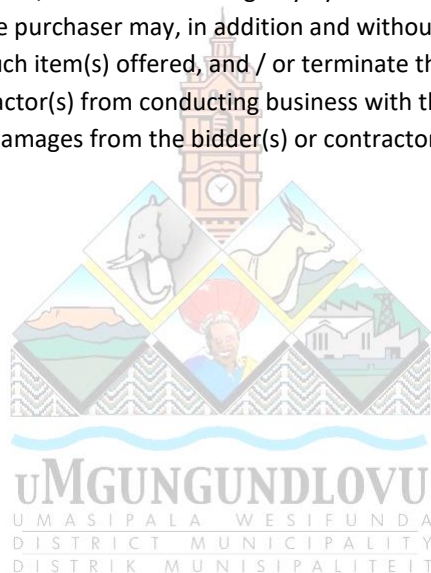 e purchaser may, in addition and without
uch item(s) offered, and / or terminate th
actor(s) from conducting business with th
amages from the bidder(s) or contractor
uMGUNGUNDLOVU
UMASIPALA WESIFUNDA
DISTRICT MUNICIPALITY
DISTRIK MUNISIPALITEIT